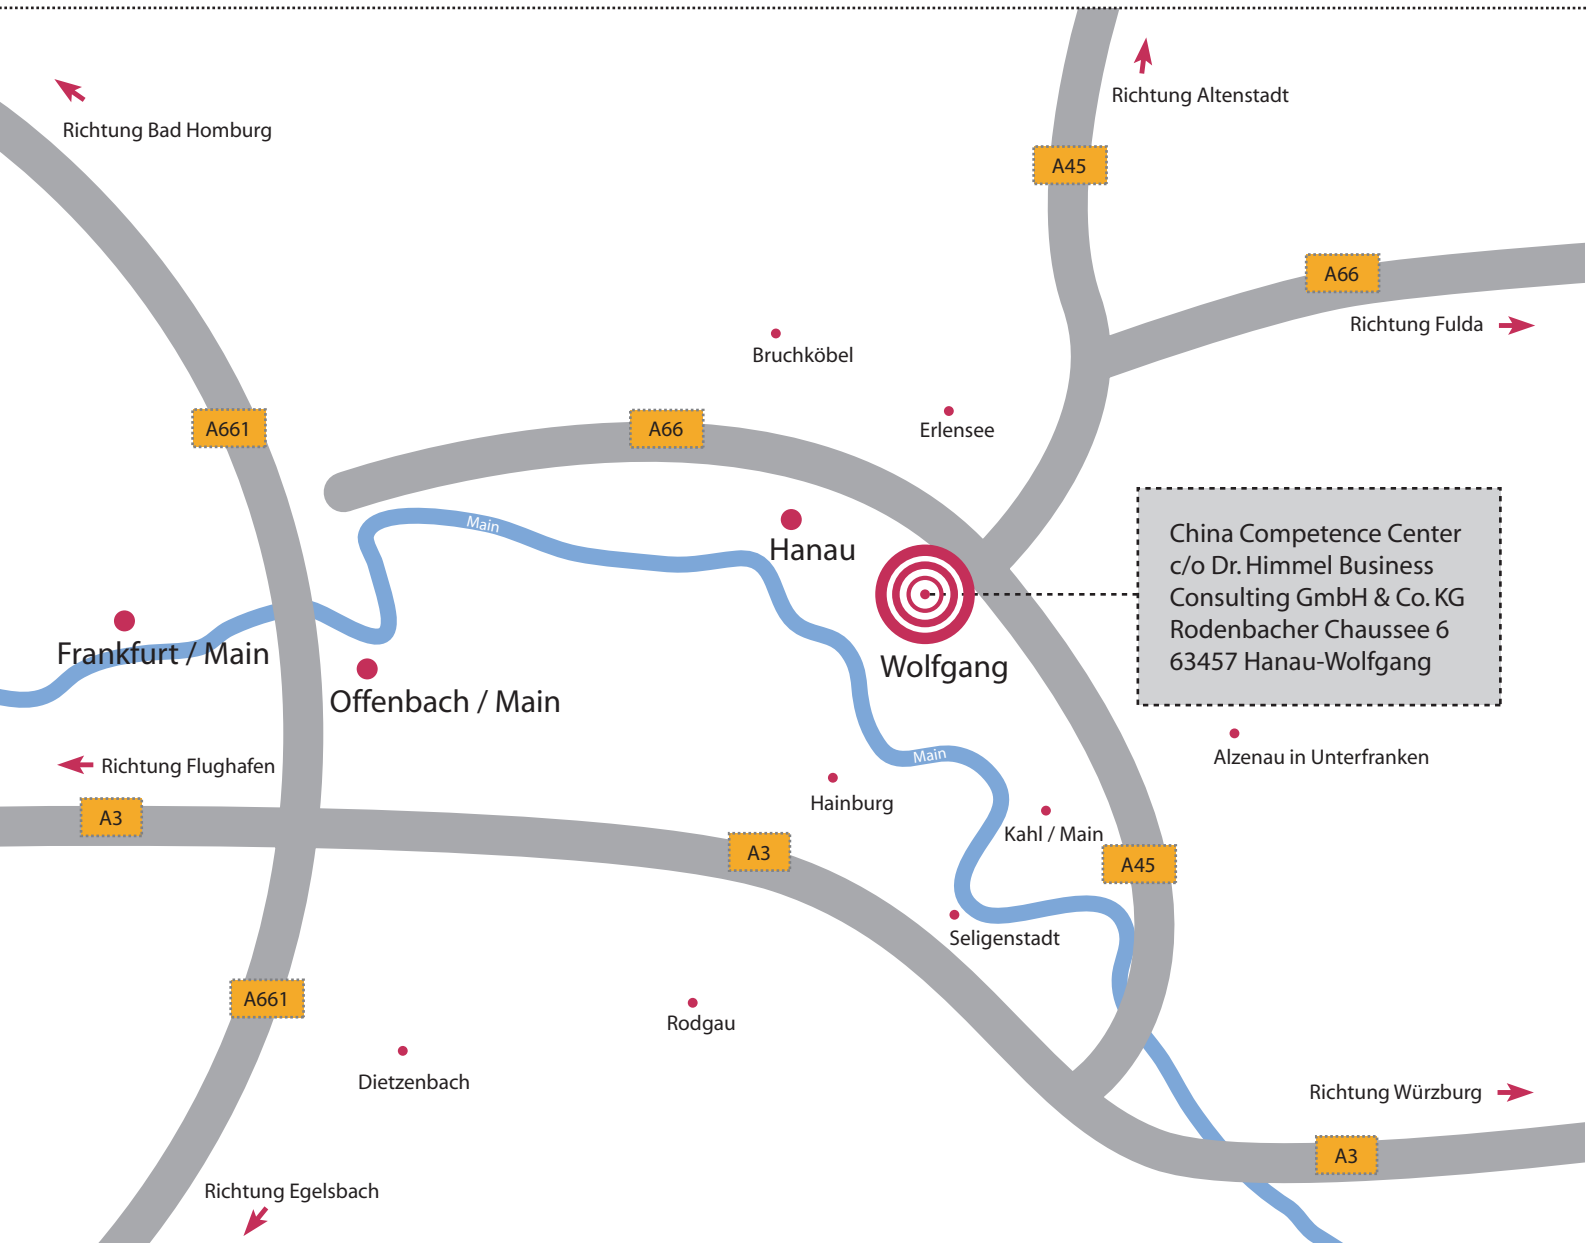 Richtung Altenstadt
Richtung Bad Homburg
A45
A66
Richtung Fulda
Bruchköbel
A661
A66
Erlensee
Main
China Competence Center
c/o Dr. Himmel Business
Consulting GmbH & Co. KG
Rodenbacher Chaussee 6
63457 Hanau-Wolfgang
Hanau
Frankfurt / Main
Wolfgang
Offenbach / Main
Main
Alzenau in Unterfranken
Richtung Flughafen
Hainburg
A3
Kahl / Main
A3
A45
Seligenstadt
A661
Rodgau
Dietzenbach
Richtung Würzburg
A3
Richtung Egelsbach